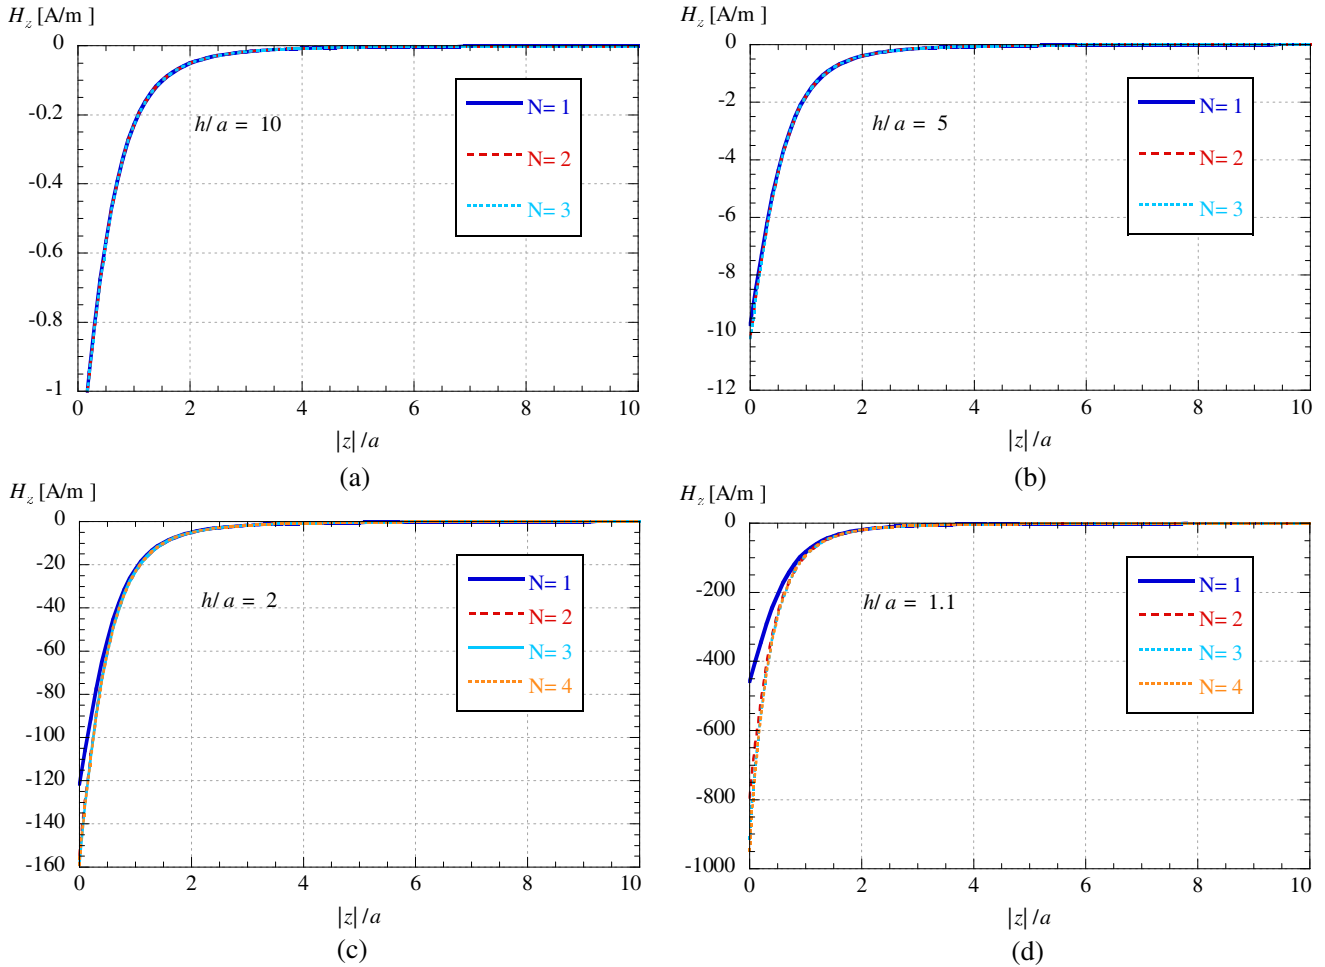 H_z [A/m ]
0
-0.2
-0.4
-0.6
-0.8
-1
h/ a = 10
N= 1
N= 2
N= 3
0 2 4 6 8 10
|z| /a
(a)
H_z [A/m ]
0
-2
-4
-6
-8
-10
-12
h/ a = 5
N= 1
N= 2
N= 3
0 2 4 6 8 10
|z| /a
(b)
H_z [A/m ]
0
-20
-40
-60
-80
-100
-120
-140
-160
h/ a = 2
N= 1
N= 2
N= 3
N= 4
0 2 4 6 8 10
|z| /a
(c)
H_z [A/m ]
0
-200
-400
-600
-800
-1000
h/ a = 1.1
N= 1
N= 2
N= 3
N= 4
0 2 4 6 8 10
|z| /a
(d)